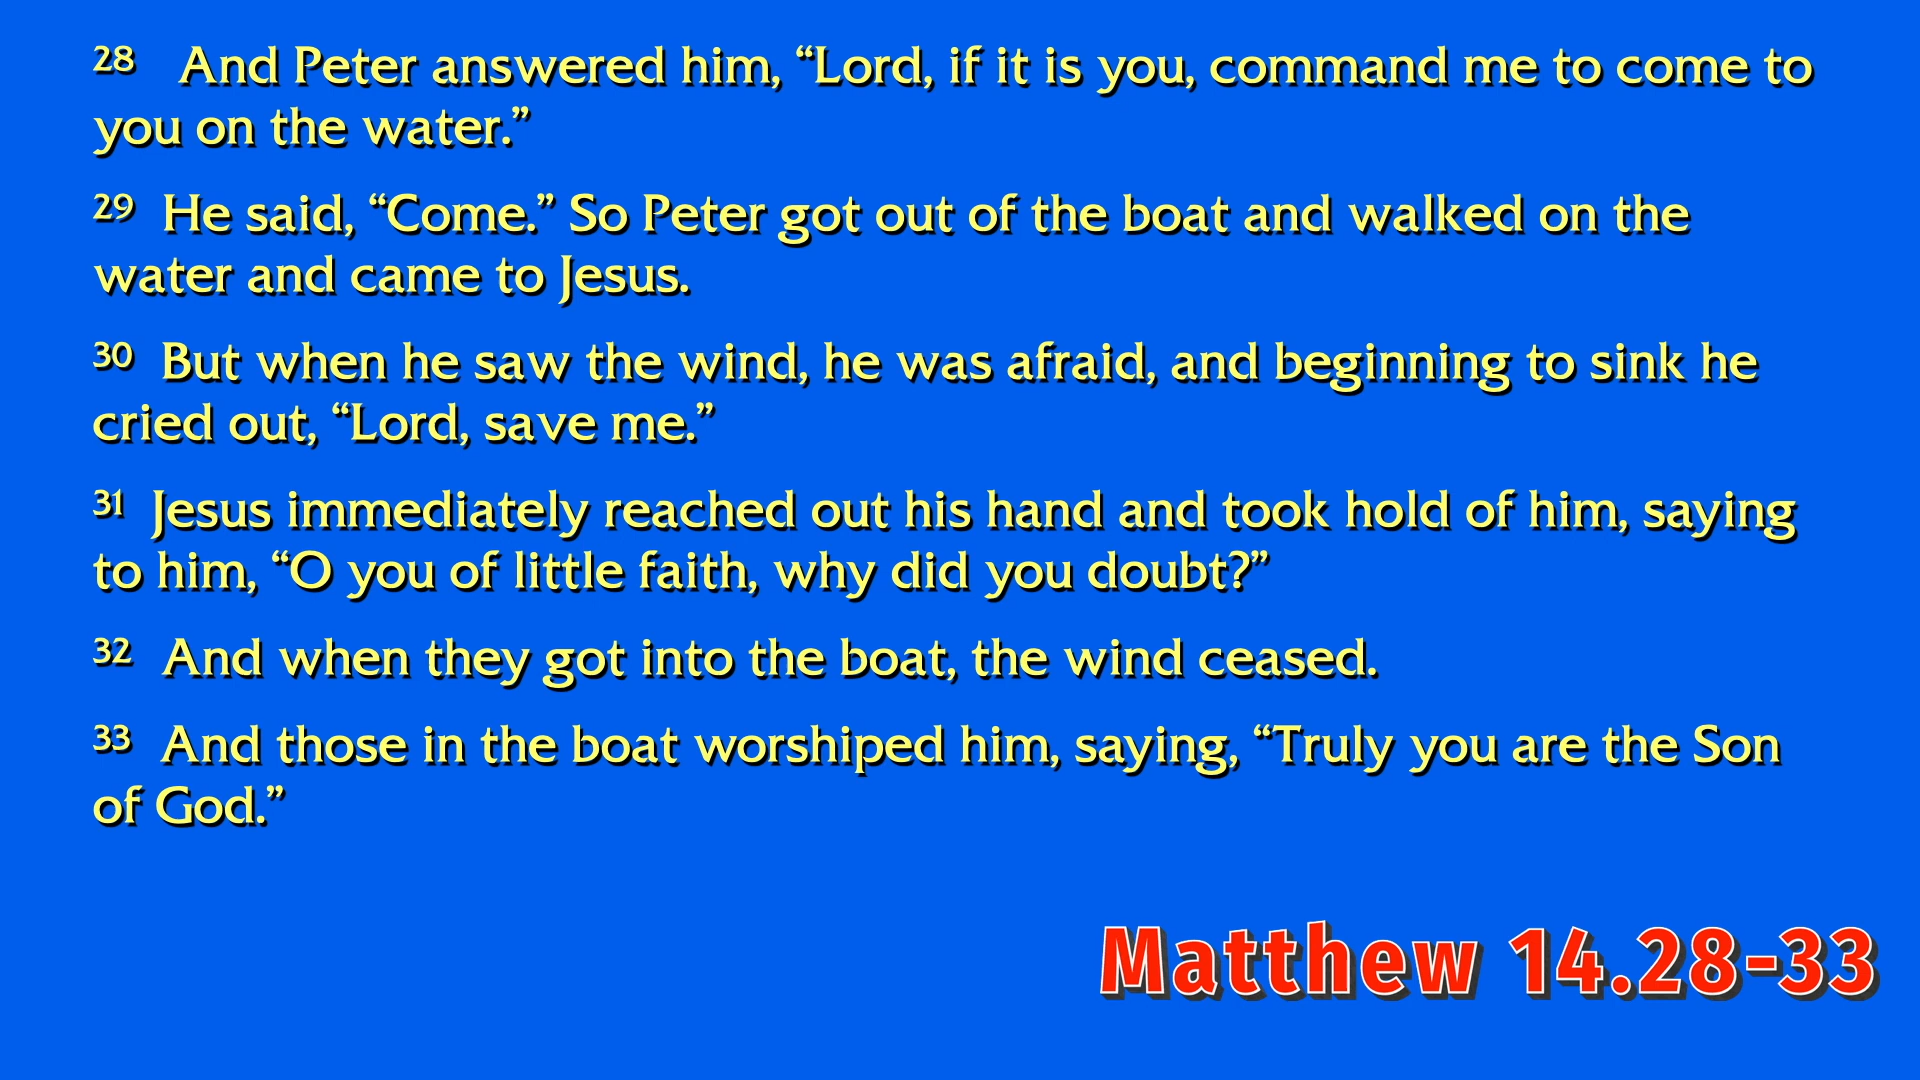 28 And Peter answered him, “Lord, if it is you, command me to come to
you on the water.”
29 He said, “Come.” So Peter got out of the boat and walked on the
water and came to Jesus.
30 But when he saw the wind, he was afraid, and beginning to sink he
cried out, “Lord, save me.”
31 Jesus immediately reached out his hand and took hold of him, saying
to him, “O you of little faith, why did you doubt?”
32 And when they got into the boat, the wind ceased.
33 And those in the boat worshiped him, saying, “Truly you are the Son
of God.”
Matthew 14.28-33